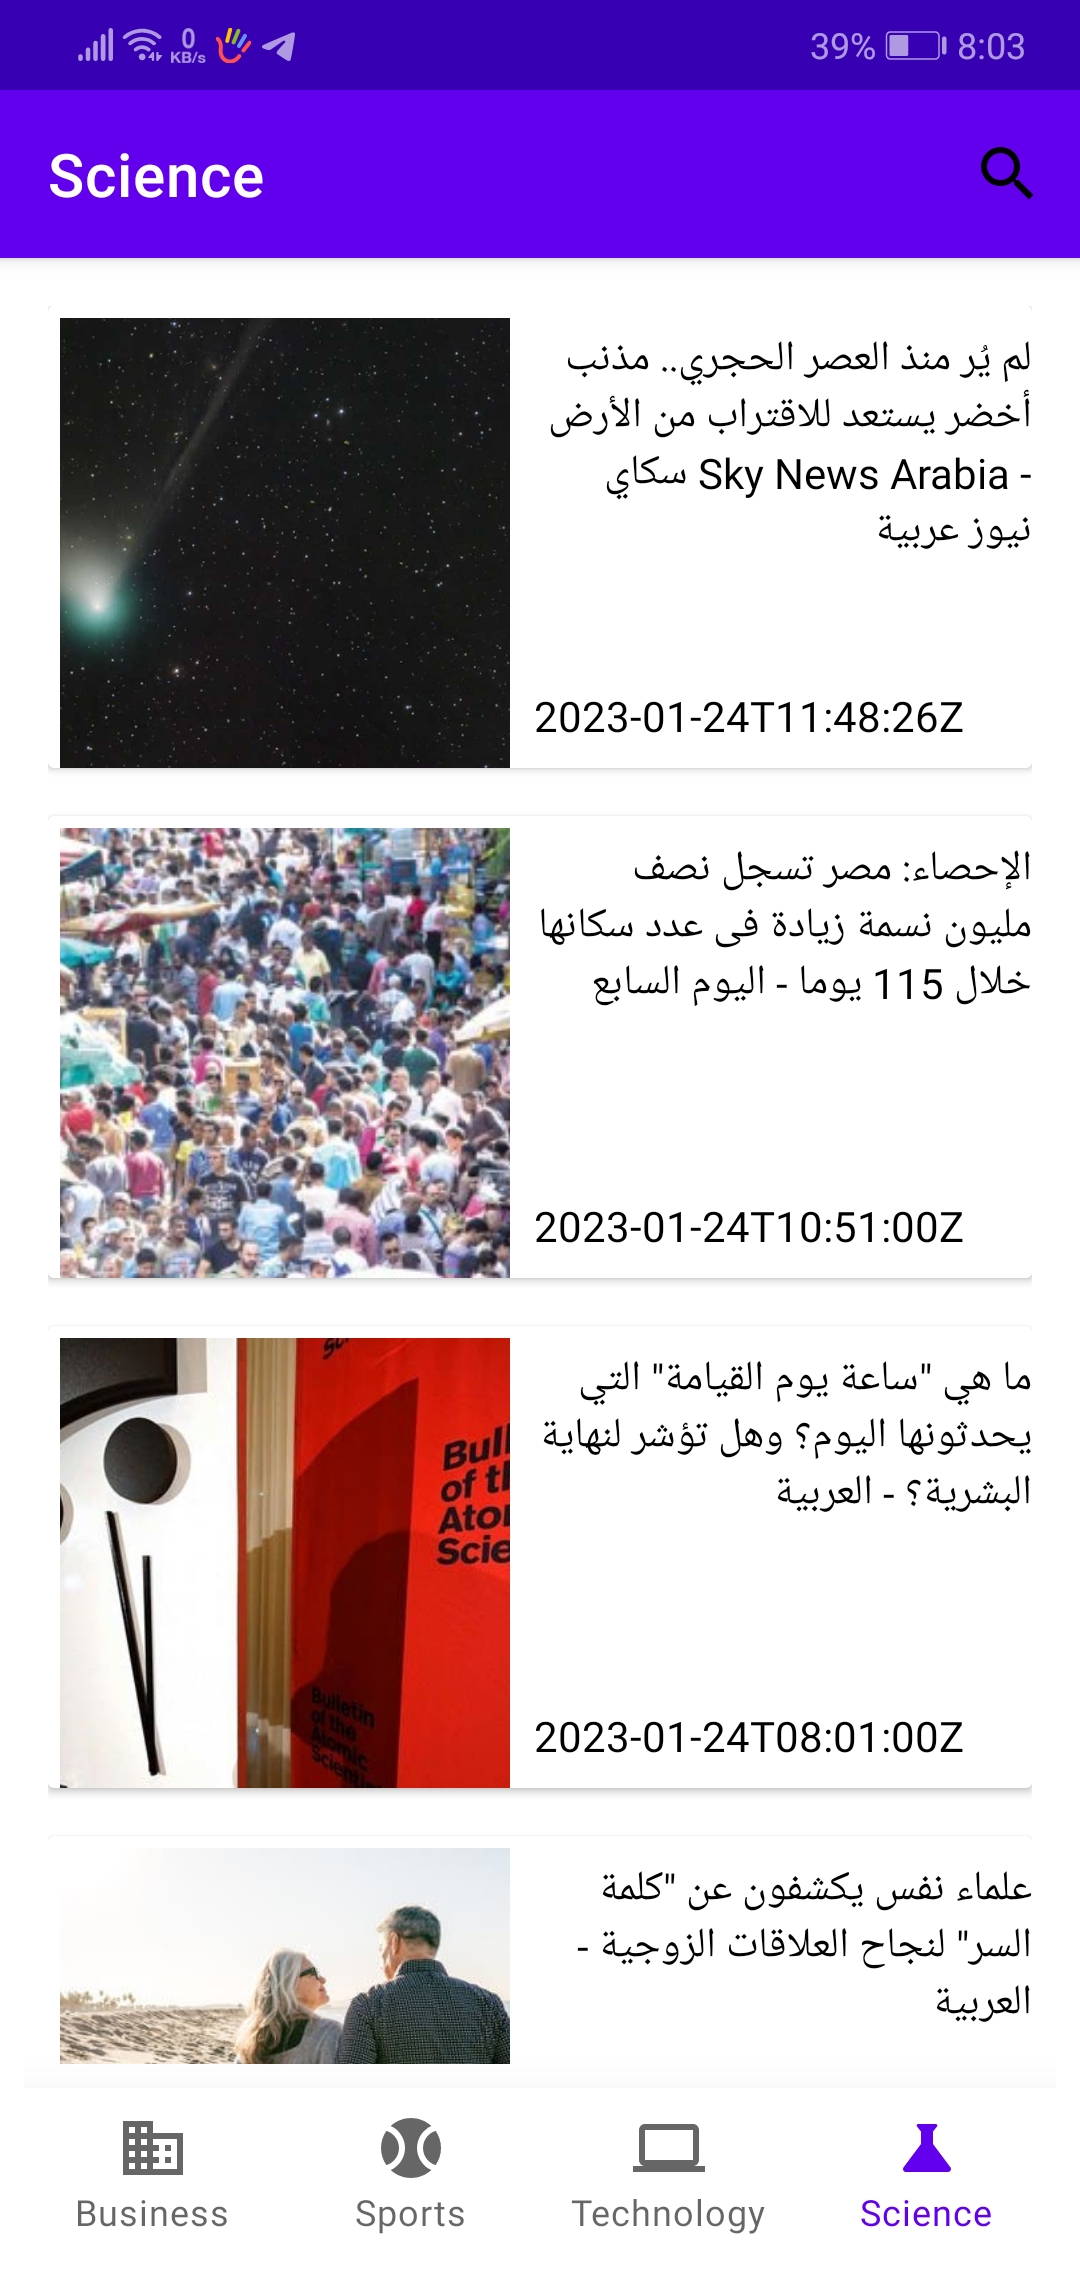 0 KB/s
39% 8:03
Science
لم يُر منذ العصر الحجري.. مذنب
أخضر يستعد للاقتراب من الأرض
- Sky News Arabia سكاي
نيوز عربية
2023-01-24T11:48:26Z
الإحصاء: مصر تسجل نصف
مليون نسمة زيادة فى عدد سكانها
خلال 115 يوما - اليوم السابع
2023-01-24T10:51:00Z
Bull
of th
Ato
Scie
Bulletin
of the
Atomic
ما هي "ساعة يوم القيامة" التي
يحدثونها اليوم؟ وهل تؤشر لنهاية
البشرية؟ - العربية
2023-01-24T08:01:00Z
علماء نفس يكشفون عن "كلمة
السر" لنجاح العلاقات الزوجية -
العربية
Business
Sports
Technology
Science